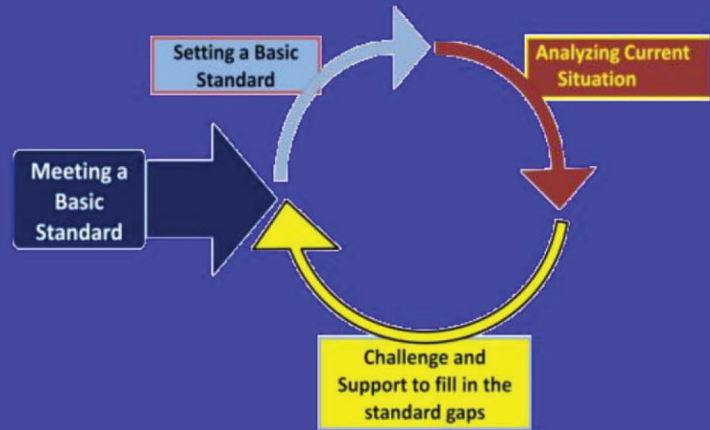 Setting a Basic
Standard
Analyzing Current
Situation
Meeting a
Basic
Standard
Challenge and
Support to fill in the
standard gaps